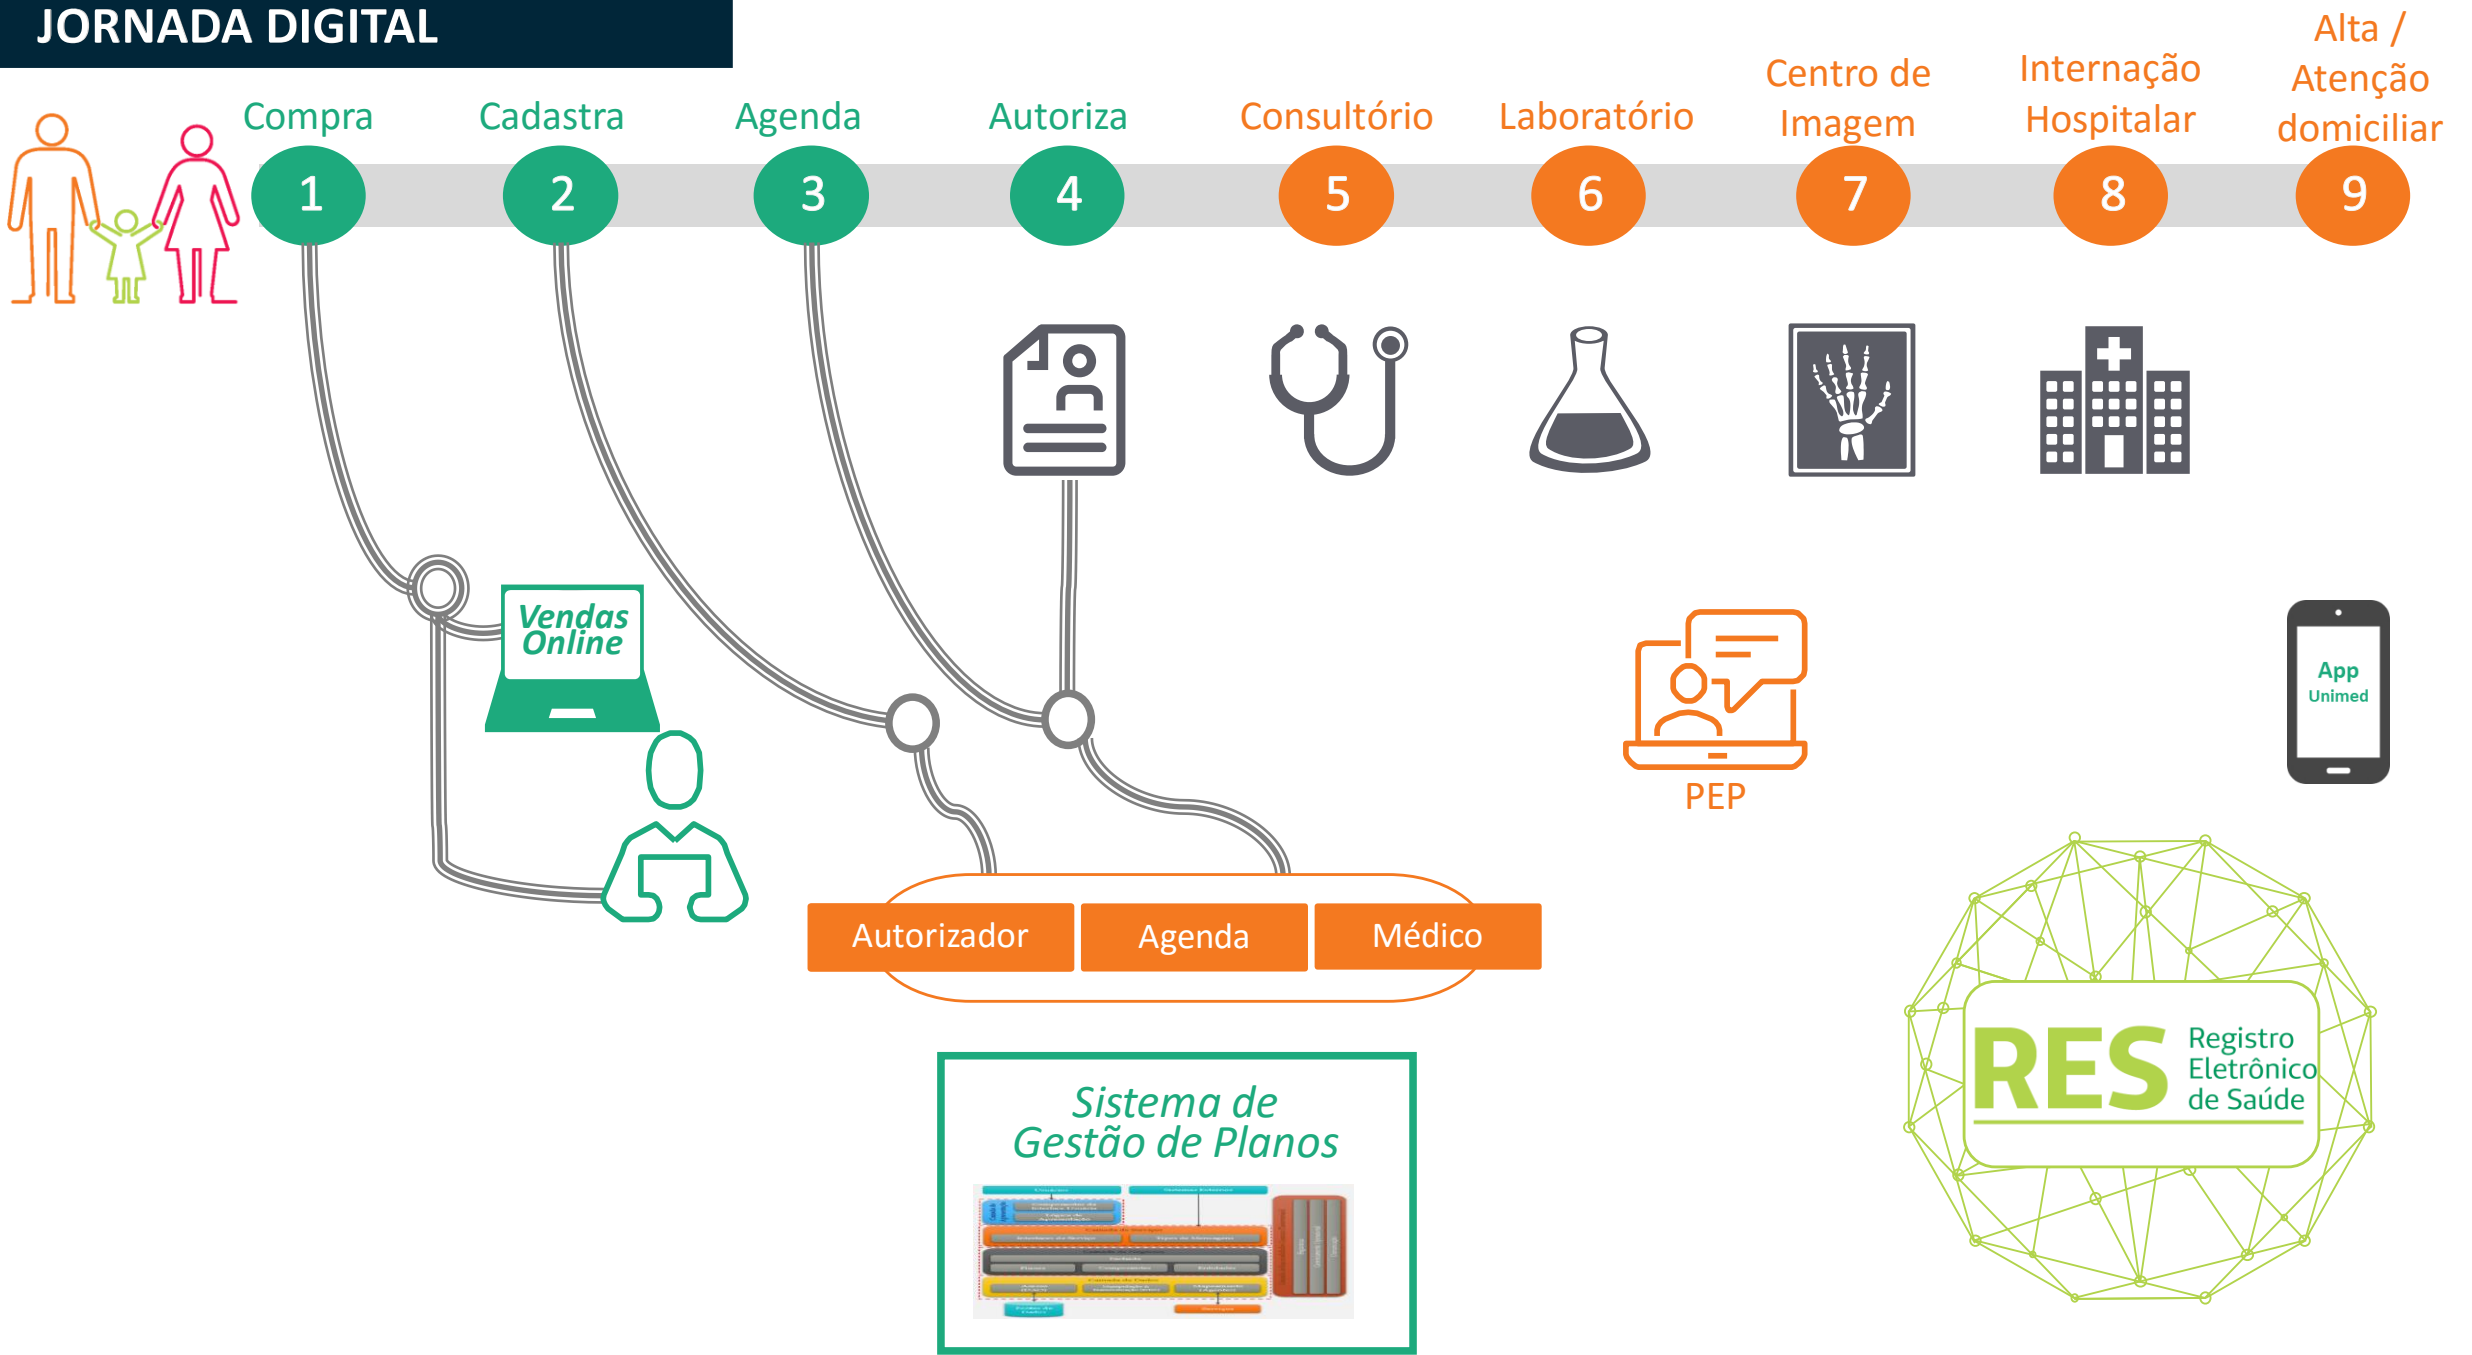 JORNADA DIGITAL
Compra
Cadastra
Agenda
Autoriza
Consultório
Laboratório
Centro de
Imagem
Internação
Hospitalar
Alta /
Atenção
domiciliar
1
2
3
4
5
6
7
8
9
Vendas
Online
PEP
App
Unimed
Autorizador
Agenda
Médico
RES
Registro
Eletrônico
de Saúde
Sistema de
Gestão de Planos